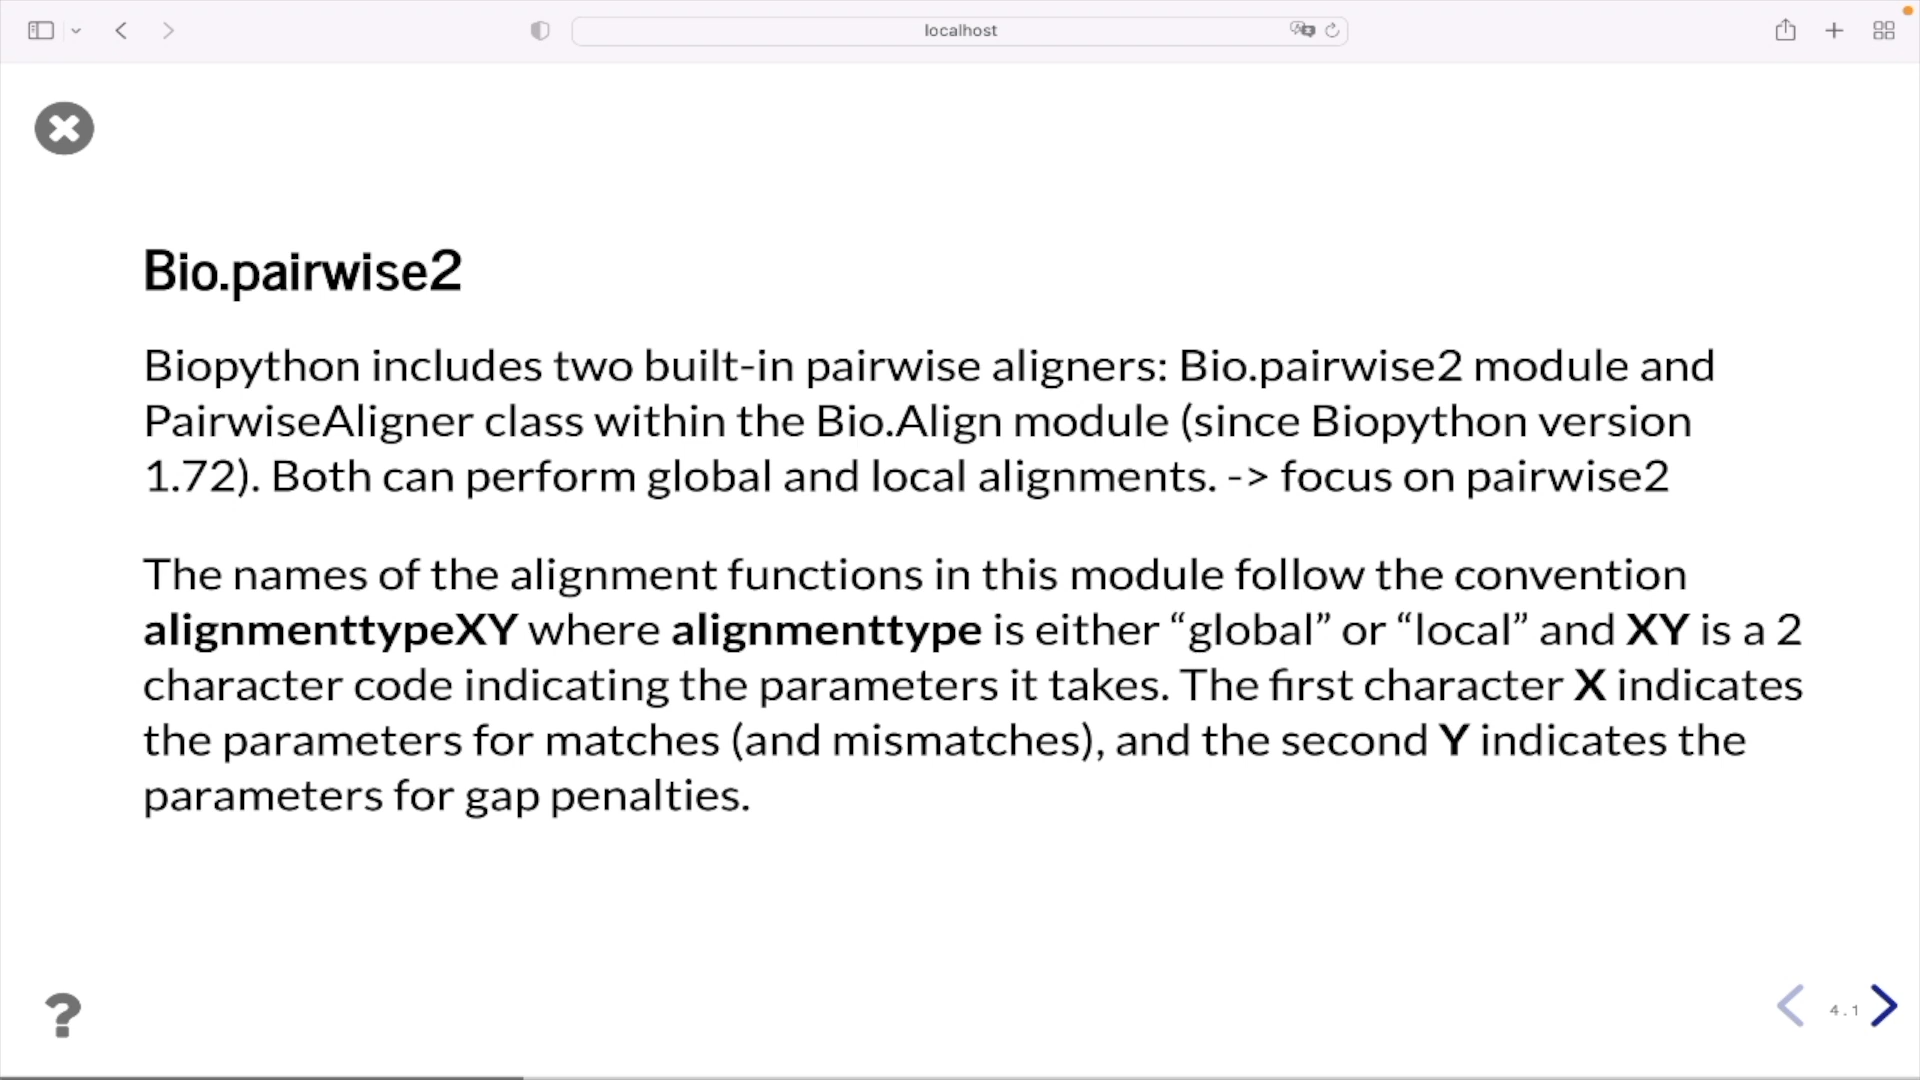 localhost
Bio.pairwise2
Biopython includes two built-in pairwise aligners: Bio.pairwise2 module and
PairwiseAligner class within the Bio.Align module (since Biopython version
1.72). Both can perform global and local alignments. -> focus on pairwise2
The names of the alignment functions in this module follow the convention
alignmenttypeXY where alignmenttype is either “global” or “local” and XY is a 2
character code indicating the parameters it takes. The first character X indicates
the parameters for matches (and mismatches), and the second Y indicates the
parameters for gap penalties.
?
4.1